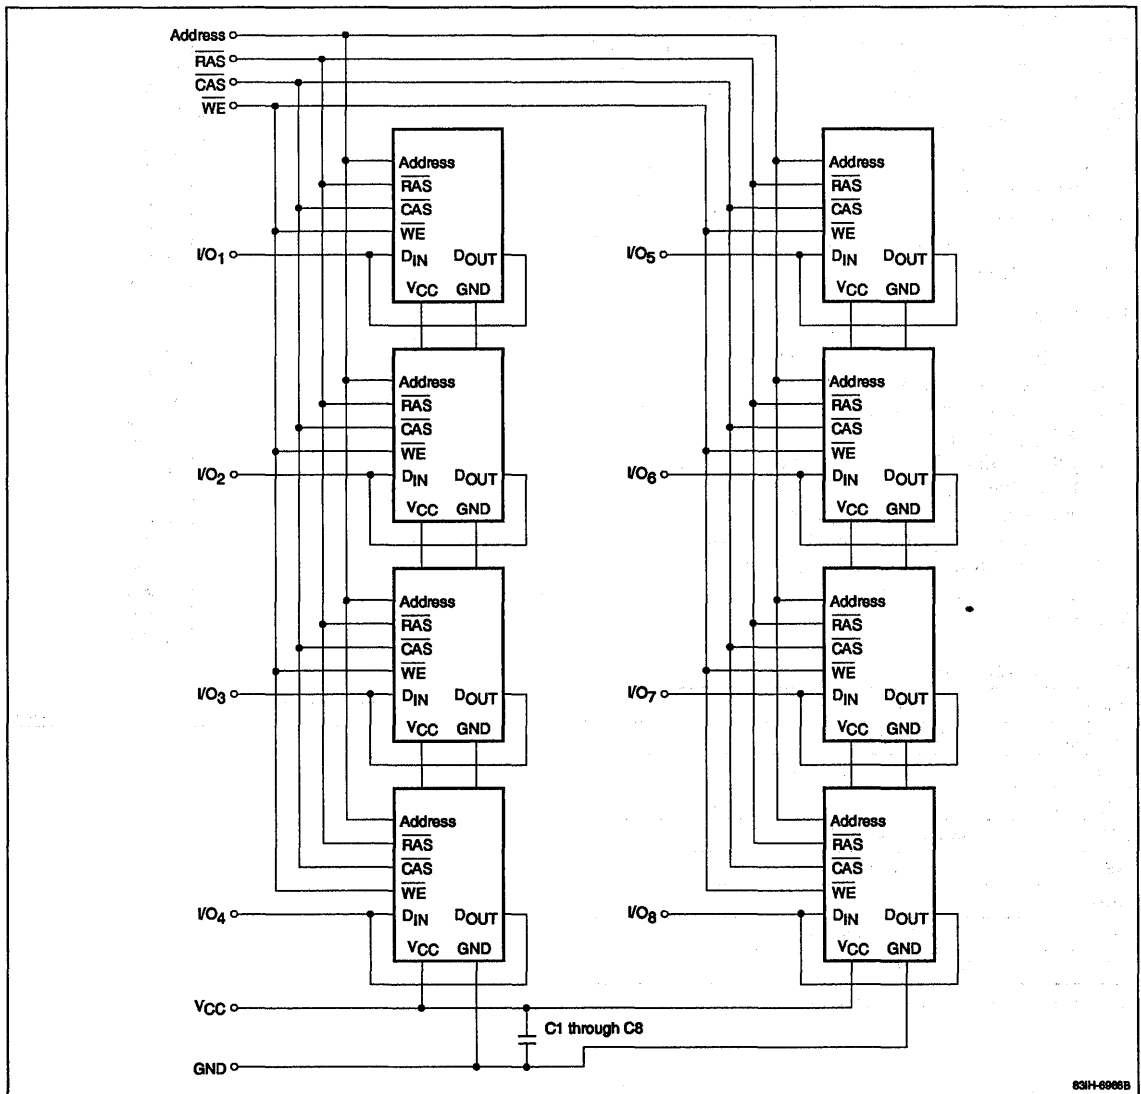 Address
RAS
CAS
WE
Address
RAS
CAS
WE
I/O1
DIN DOUT
VCC GND
Address
RAS
CAS
WE
I/O2
DIN DOUT
VCC GND
Address
RAS
CAS
WE
I/O3
DIN DOUT
VCC GND
Address
RAS
CAS
WE
I/O4
DIN DOUT
VCC GND
Address
RAS
CAS
WE
I/O5
DIN DOUT
VCC GND
Address
RAS
CAS
WE
I/O6
DIN DOUT
VCC GND
Address
RAS
CAS
WE
I/O7
DIN DOUT
VCC GND
Address
RAS
CAS
WE
I/O8
DIN DOUT
VCC GND
VCC
C1 through C8
GND
83IH-6966B